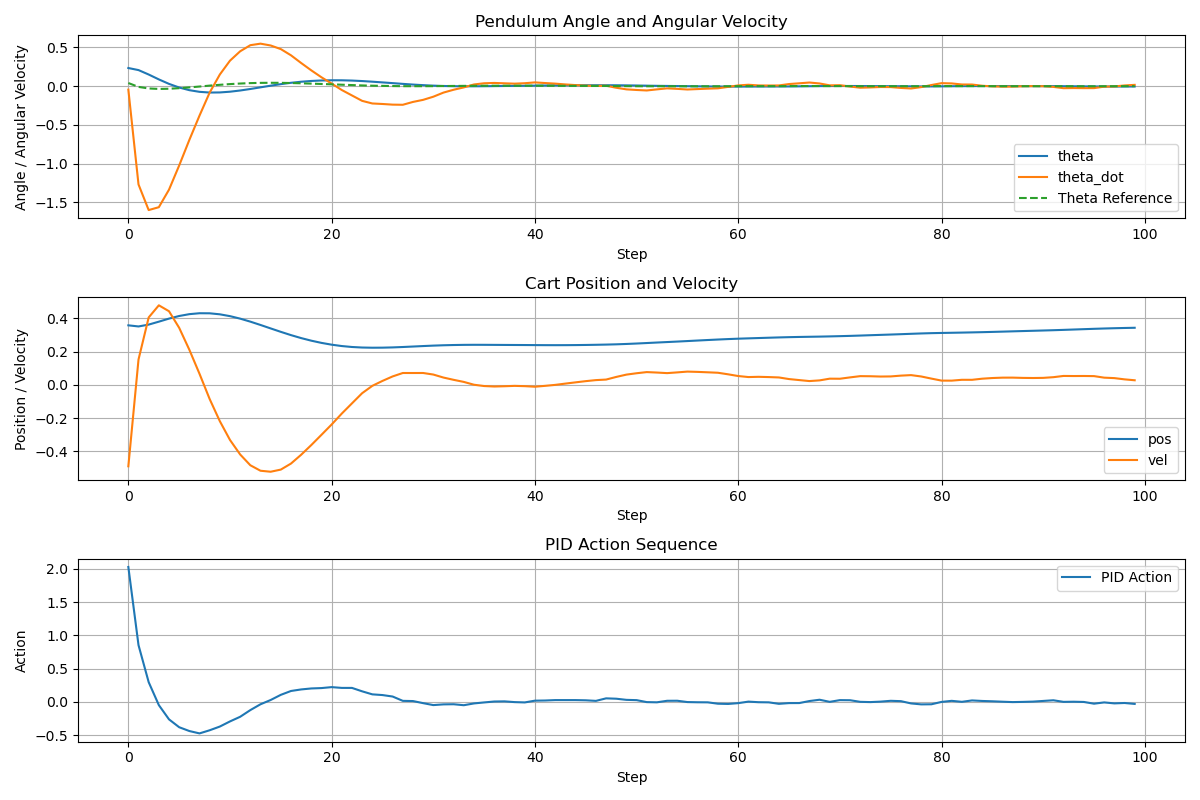 Pendulum Angle and Angular Velocity
Angle / Angular Velocity
0.5
0.0
−0.5
−1.0
−1.5
theta
theta_dot
Theta Reference
0 20 40 60 80 100
Step
Cart Position and Velocity
Position / Velocity
0.4
0.2
0.0
−0.2
−0.4
pos
vel
0 20 40 60 80 100
Step
PID Action Sequence
Action
2.0
1.5
1.0
0.5
0.0
−0.5
PID Action
0 20 40 60 80 100
Step